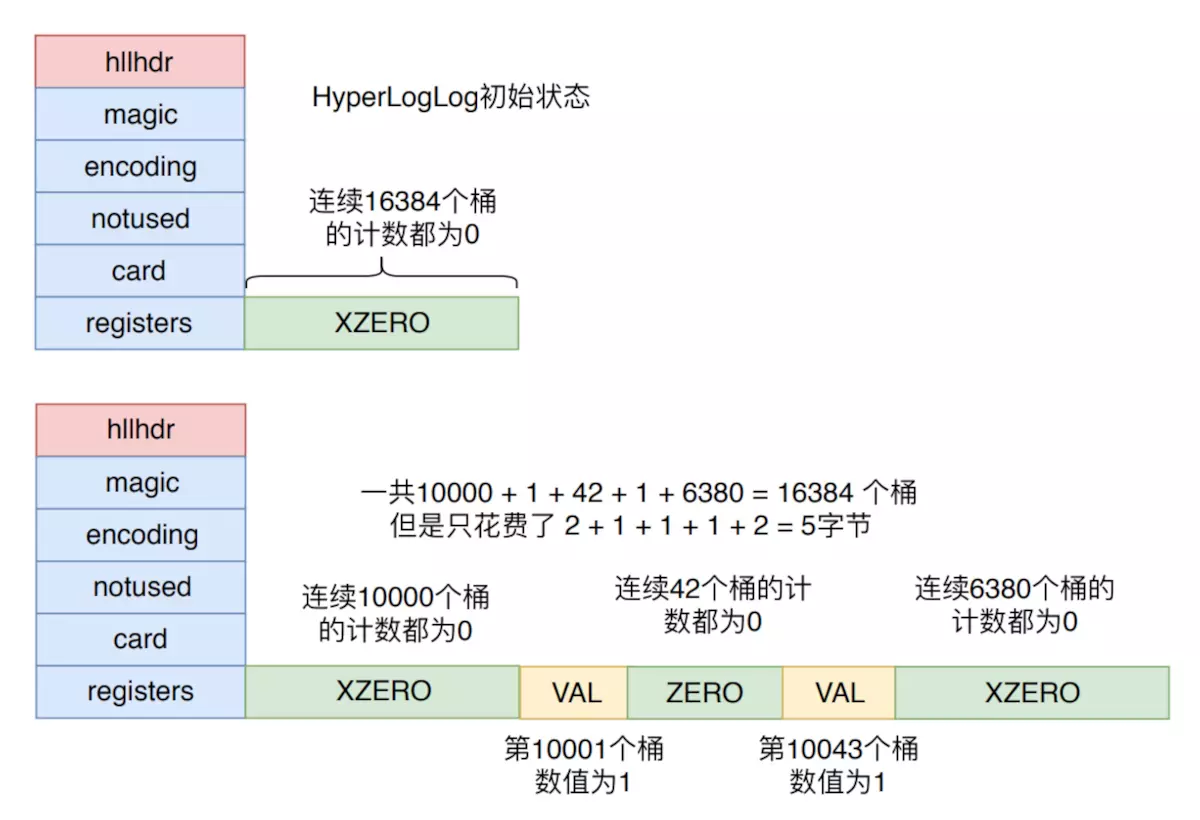 hllhdr
magic
encoding
notused
card
registers
HyperLogLog初始状态
连续16384个桶
的计数都为0
XZERO
hllhdr
magic
encoding
notused
card
registers
一共10000 + 1 + 42 + 1 + 6380 = 16384 个桶
但是只花费了 2 + 1 + 1 + 1 + 2 = 5字节
连续10000个桶
的计数都为0
连续42个桶的计
数都为0
连续6380个桶的
计数都为0
XZERO
VAL
ZERO
VAL
XZERO
第10001个桶
数值为1
第10043个桶
数值为1